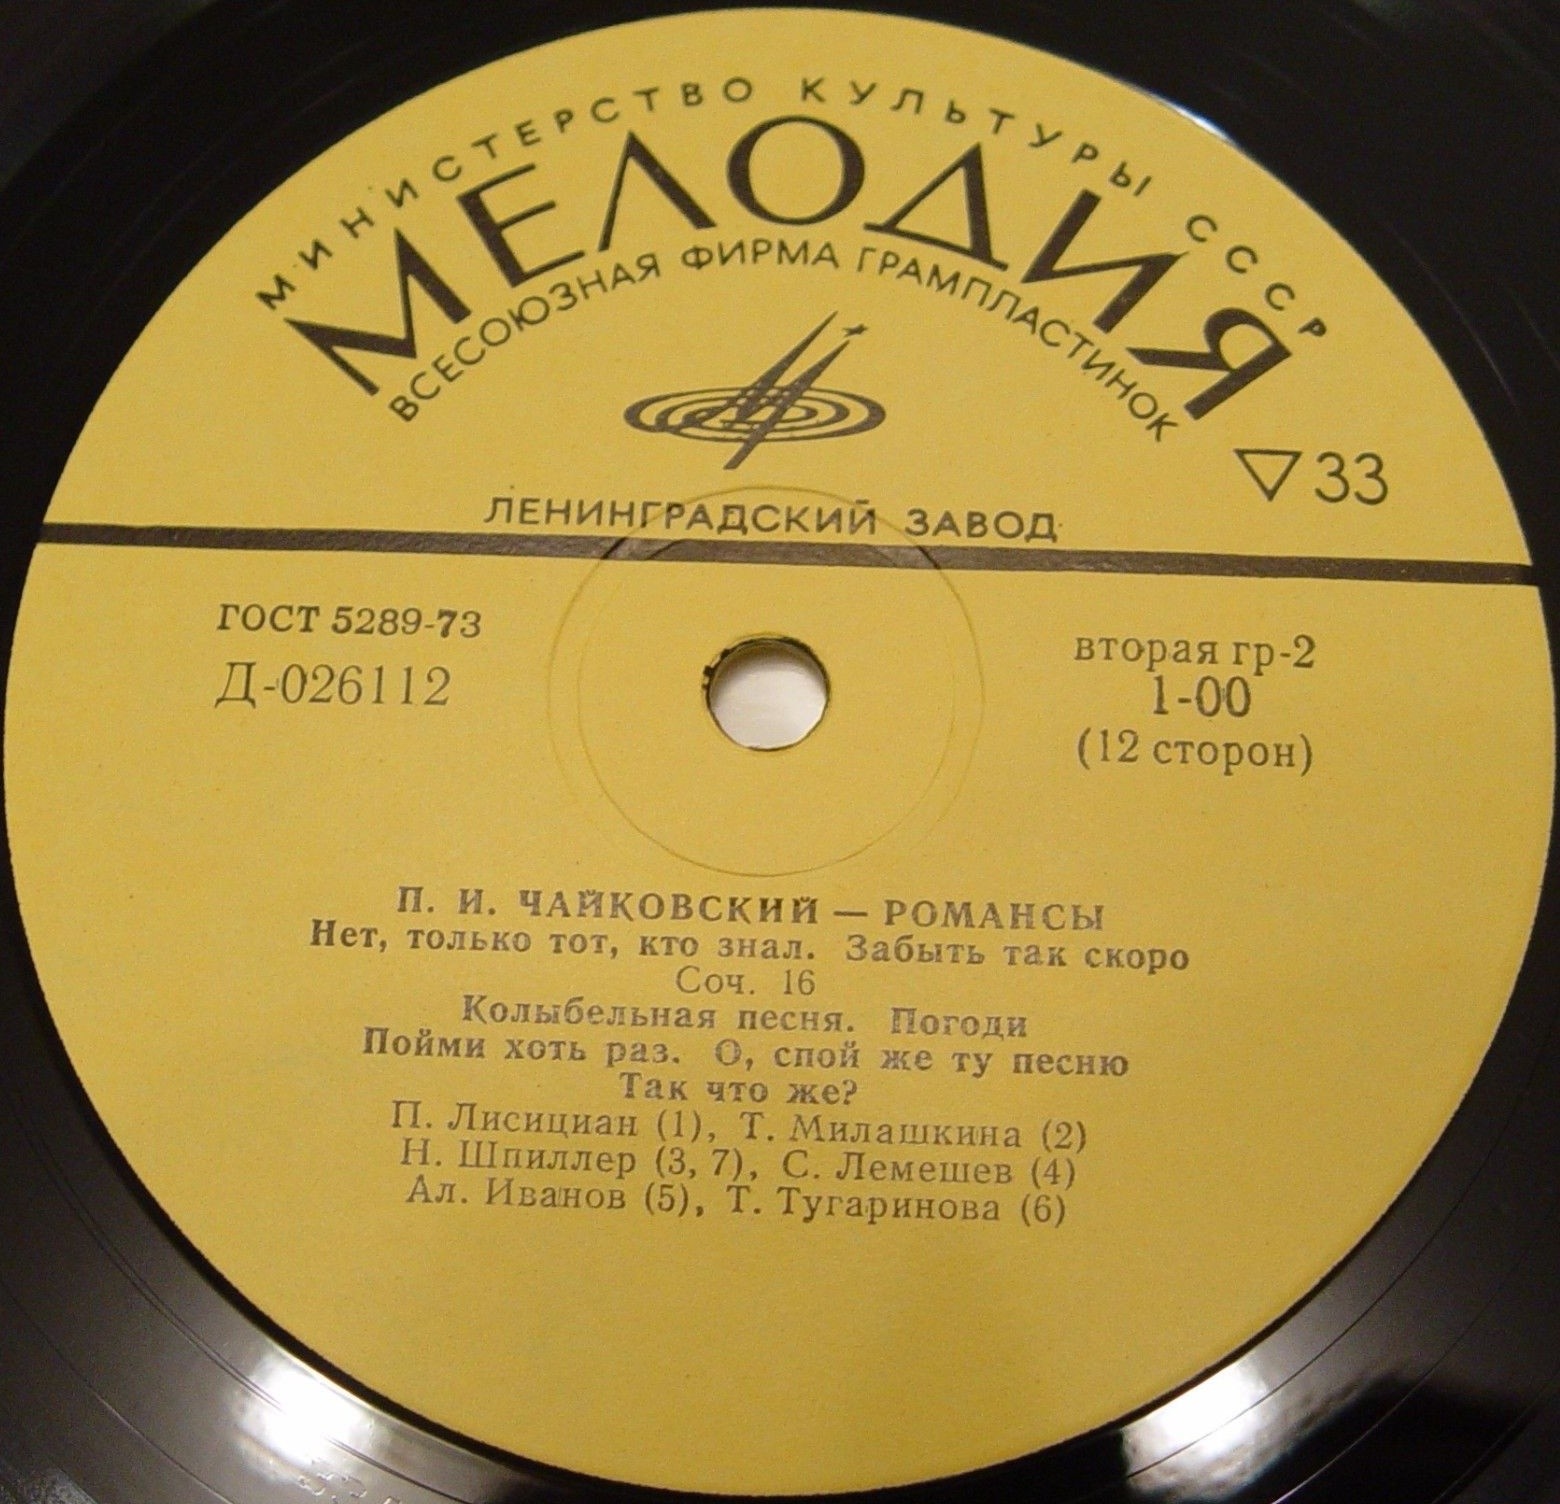 МИНИСТЕРСТВО КУЛЬТУРЫ СССР
МЕЛОДИЯ
ВСЕСОЮЗНАЯ ФИРМА ГРАМПЛАСТИНОК
▽33
ЛЕНИНГРАДСКИЙ ЗАВОД
ГОСТ 5289-73
Д-026112
вторая гр-2
1-00
(12 сторон)
П. И. ЧАЙКОВСКИЙ — РОМАНСЫ
Нет, только тот, кто знал. Забыть так скоро
Соч. 16
Колыбельная песня. Погоди
Пойми хоть раз. О, спой же ту песню
Так что же?
П. Лисициан (1), Т. Милашкина (2)
Н. Шпиллер (3, 7), С. Лемешев (4)
Ал. Иванов (5), Т. Тугаринова (6)